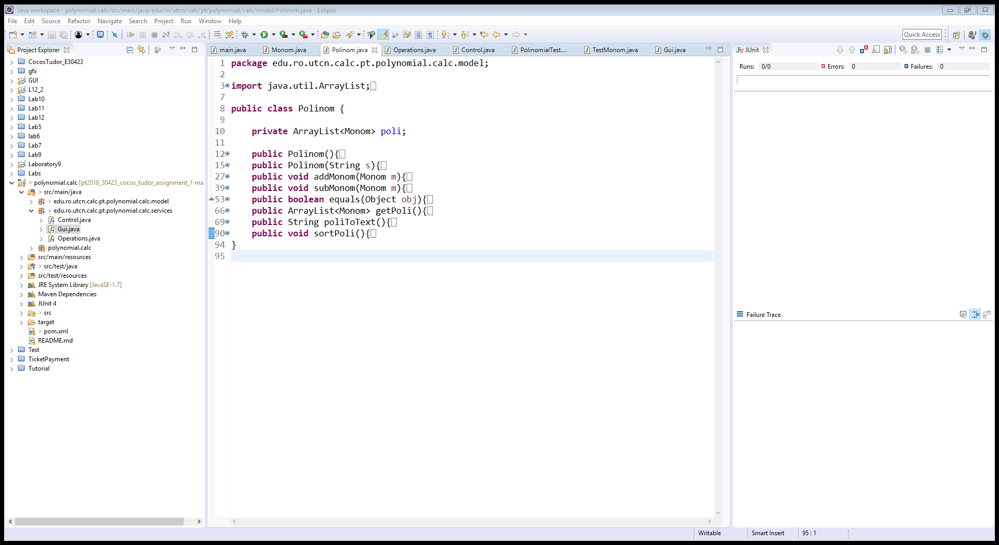 Java workspace - polynomial.calc/src/main/java/edu/ro/utcn/calc/pt/polynomial/calc/model/Polinom.java - Eclipse
File Edit Source Refactor Navigate Search Project Run Window Help
Quick Access
Project Explorer
CocosTudor_E30423
gfx
GUI
L12_2
Lab10
Lab11
Lab12
Lab5
lab6
Lab7
Lab9
Laboratory9
Labs
> polynomial.calc [pt2018_30423_cocos_tudor_assignment_1 ma
> src/main/java
> edu.ro.utcn.calc.pt.polynomial.calc.model
> edu.ro.utcn.calc.pt.polynomial.calc.services
Control.java
Gui.java
Operations.java
polynomial.calc
src/main/resources
> src/test/java
src/test/resources
JRE System Library [JavaSE-1.7]
Maven Dependencies
JUnit 4
> src
target
> pom.xml
README.md
Test
TicketPayment
Tutorial
main.java Monom.java Polinom.java Operations.java Control.java PolinomialTest.... TestMonom.java Gui.java
1 package edu.ro.utcn.calc.pt.polynomial.calc.model;
2
3 import java.util.ArrayList;
7
8 public class Polinom {
9
10 private ArrayList<Monom> poli;
11
12 public Polinom(){
15 public Polinom(String s){
27 public void addMonom(Monom m){
39 public void subMonom(Monom m){
53 public boolean equals(Object obj){
66 public ArrayList<Monom> getPoli(){
69 public String poliToText(){
90 public void sortPoli(){
94 }
95
JUnit
Runs: 0/0 Errors: 0 Failures: 0
Failure Trace
Writable Smart Insert 95 : 1